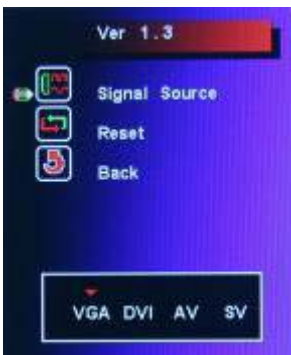 Ver 1.3
Signal Source
Reset
Back
VGA DVI AV SV